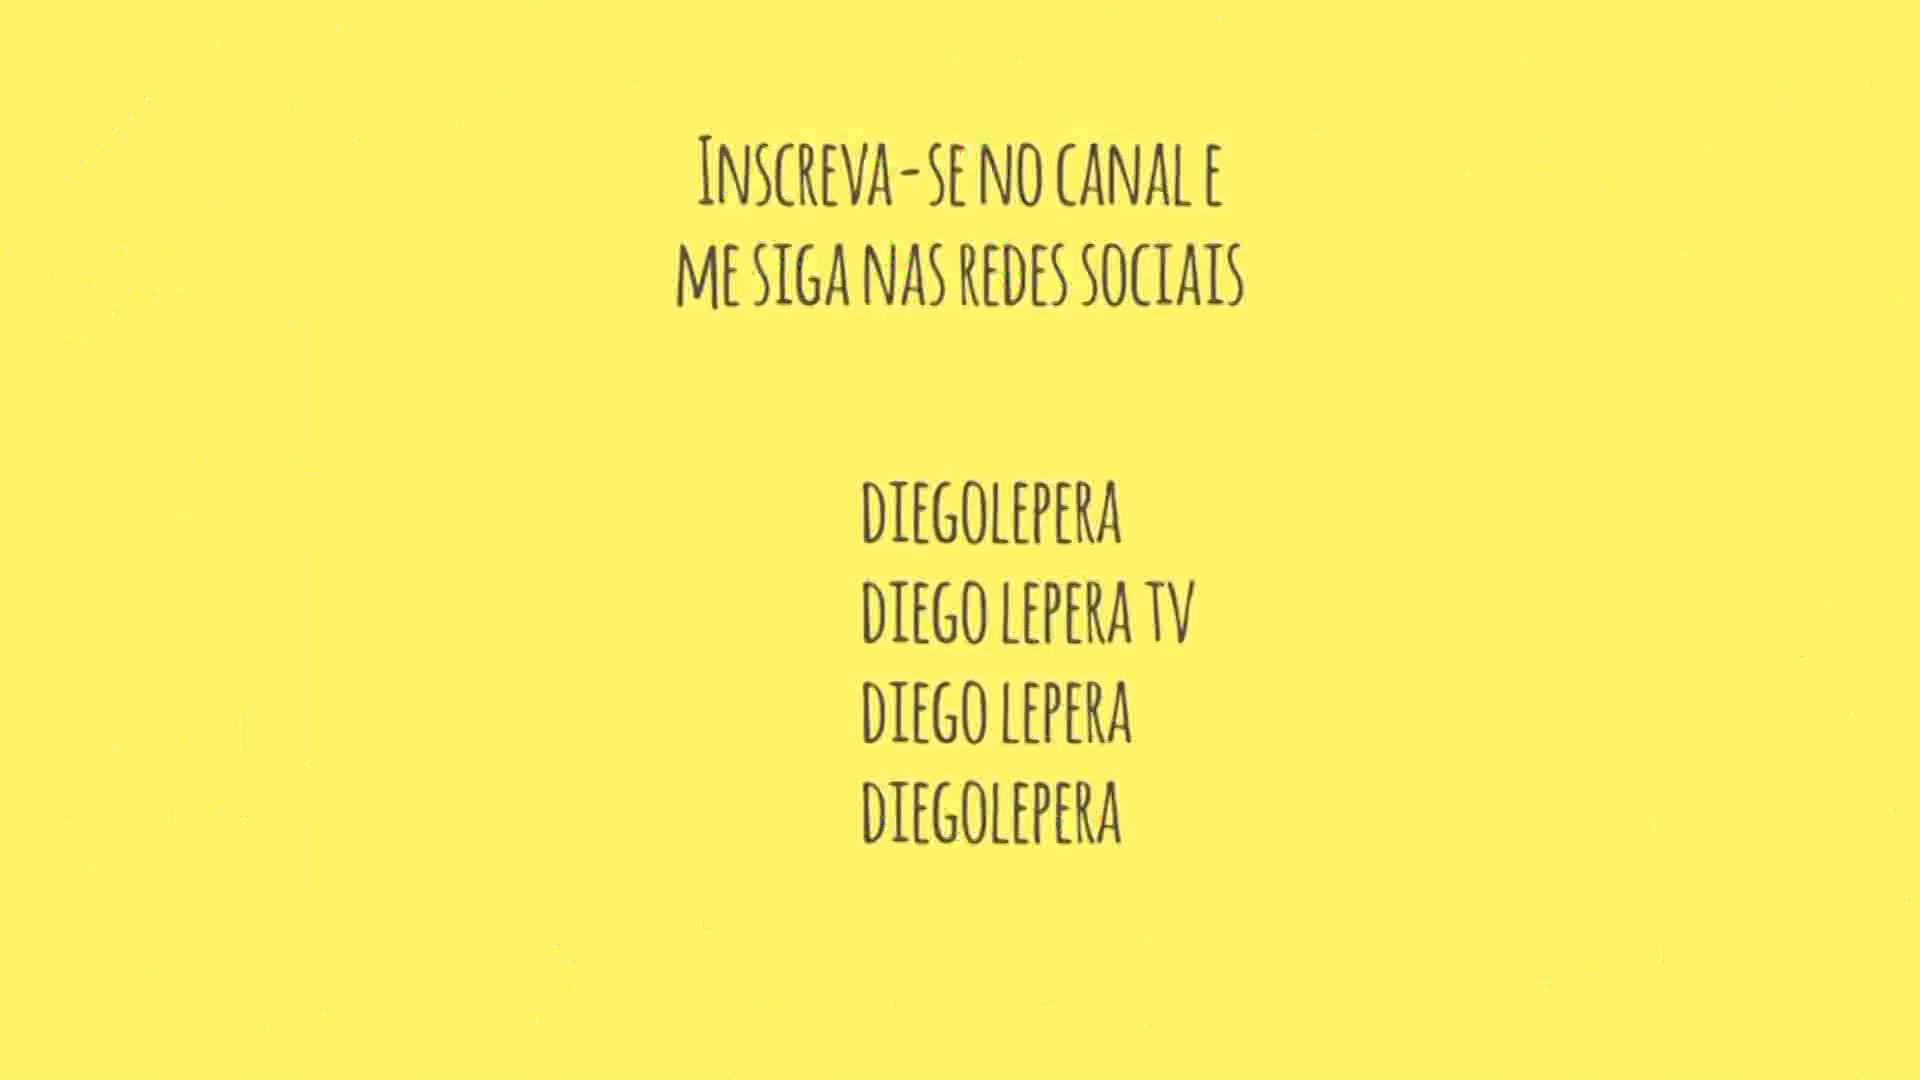 Inscreva-se no canal e
me siga nas redes sociais
diegolepera
diego lepera tv
diego lepera
diegolepera